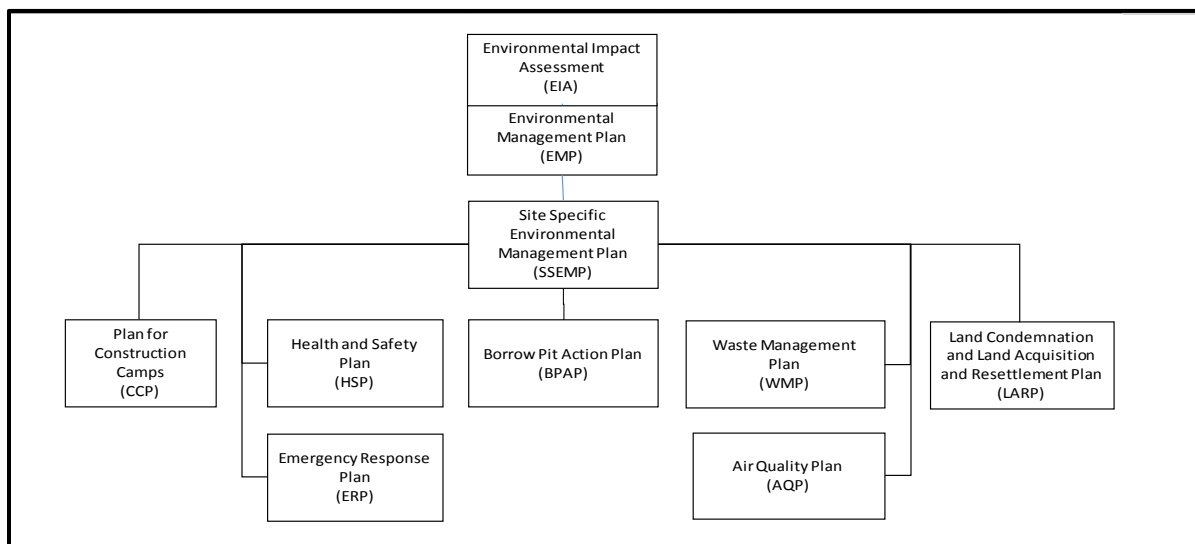 Environmental Impact
Assessment
(EIA)
Environmental
Management Plan
(EMP)
Site Specific
Environmental
Management Plan
(SSEMP)
Plan for
Construction
Camps
(CCP)
Health and Safety
Plan
(HSP)
Borrow Pit Action Plan
(BPAP)
Waste Management
Plan
(WMP)
Land Condemnation
and Land Acquisition
and Resettlement Plan
(LARP)
Emergency Response
Plan
(ERP)
Air Quality Plan
(AQP)